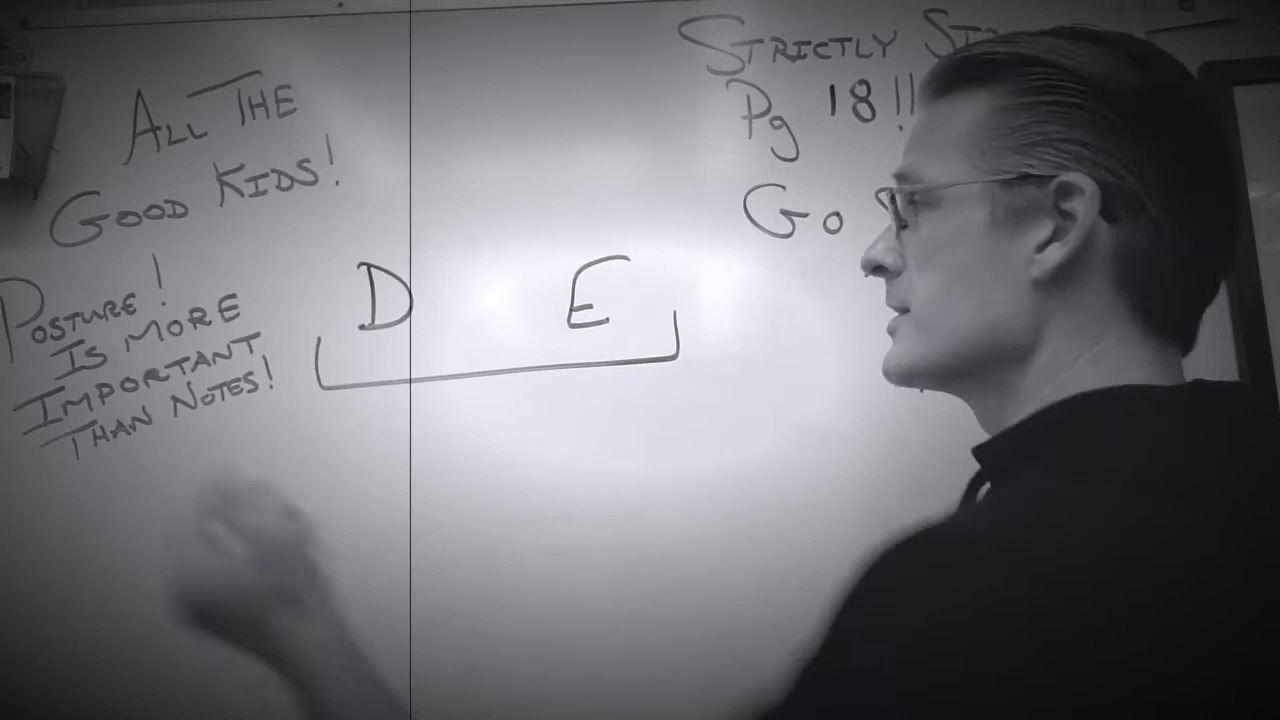 ALL THE
GOOD KIDS!
POSTURE!
IS MORE
IMPORTANT
THAN NOTES!
D E
STRICTLY
Pg 18!!
Go